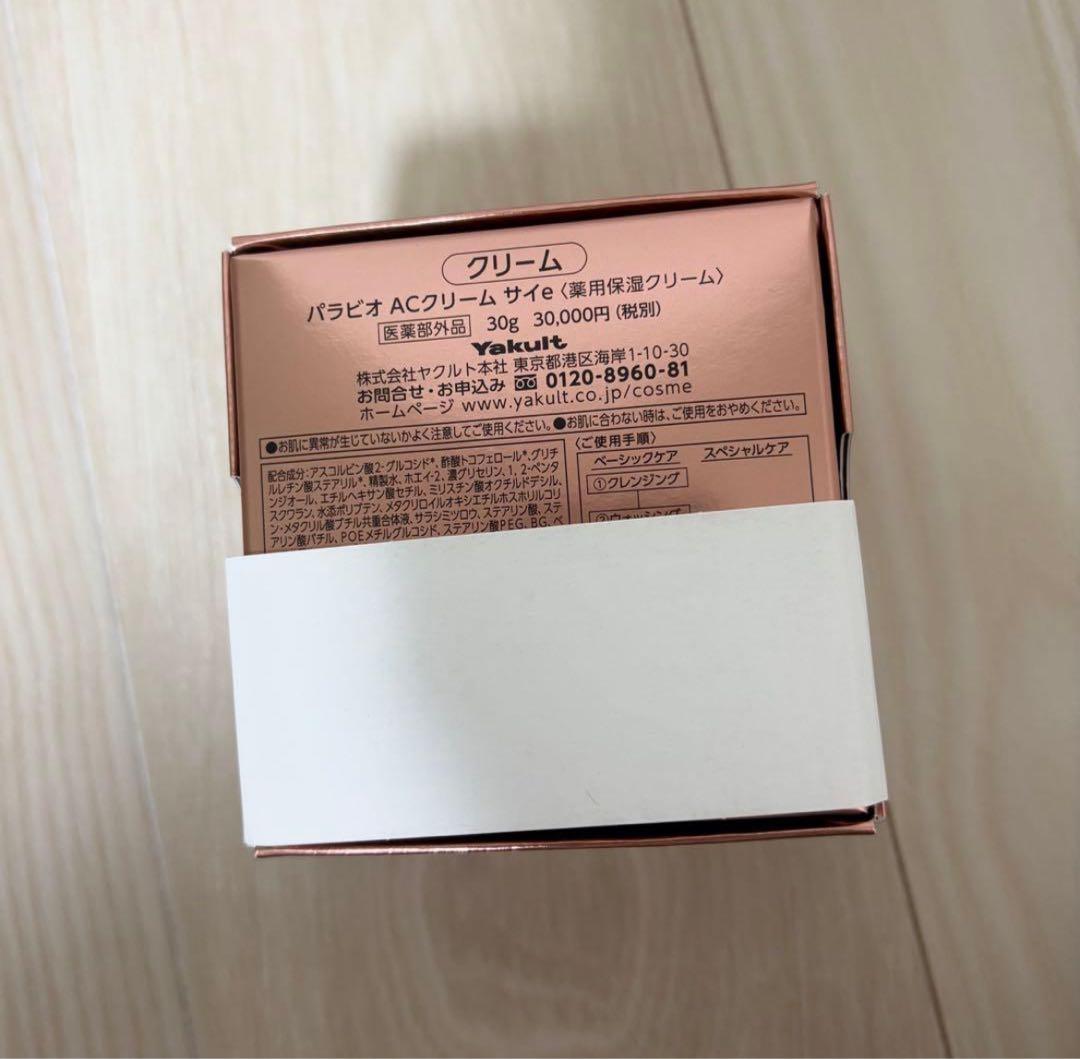 クリーム
パラビオ ACクリーム サイe〈薬用保湿クリーム〉
医薬部外品 30g 30,000円(税別)
Yakult
株式会社ヤクルト本社 東京都港区海岸1-10-30
お問合せ・お申込み 0120-8960-81
ホームページ www.yakult.co.jp/cosme
●お肌に異常が生じていないかよく注意してご使用ください。●お肌に合わない時は、ご使用をおやめください。
配合成分:アスコルビン酸2-グルコシド*、酢酸トコフェロール*、グリチ
ルレチン酸ステアリル*、精製水、ホエイ-2、濃グリセリン、1,2-ペンタ
ンジオール、エチルヘキサン酸セチル、ミリスチン酸オクチルドデシル、
スクワラン、水添ポリブテン、メタクリロイルオキシエチルホスホリルコリ
ン・メタクリル酸ブチル共重合体液、サラシミツロウ、ステアリン酸、ステ
アリン酸バチル、POEメチルグルコシド、ステアリン酸PEG、BG、ベ
〈ご使用手順〉
ベーシックケア スペシャルケア
①クレンジング
②ウォッシング